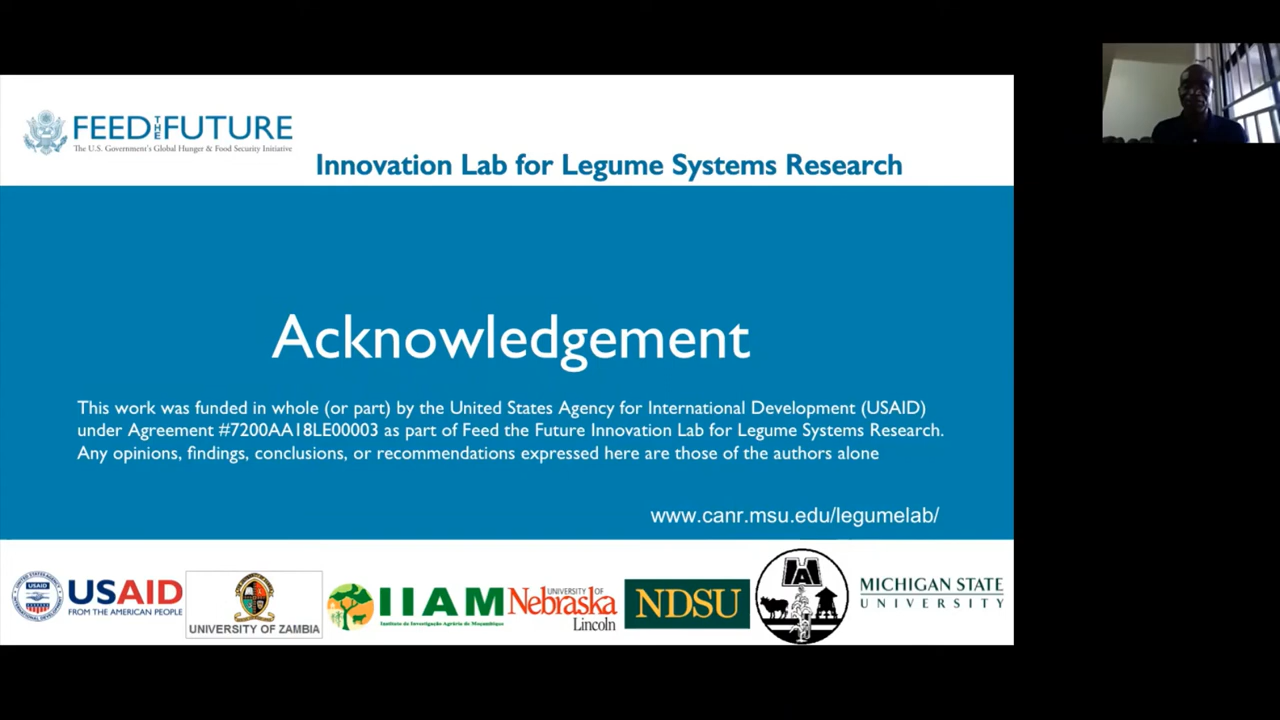 FEED THE FUTURE
The U.S. Government's Global Hunger & Food Security Initiative
Innovation Lab for Legume Systems Research
Acknowledgement
This work was funded in whole (or part) by the United States Agency for International Development (USAID)
under Agreement #7200AA18LE00003 as part of Feed the Future Innovation Lab for Legume Systems Research.
Any opinions, findings, conclusions, or recommendations expressed here are those of the authors alone
www.canr.msu.edu/legumelab/
USAID
FROM THE AMERICAN PEOPLE
UNIVERSITY OF ZAMBIA
IIAM
Instituto de Investigação Agrária de Moçambique
UNIVERSITY OF
Nebraska
Lincoln
NDSU
MICHIGAN STATE
UNIVERSITY